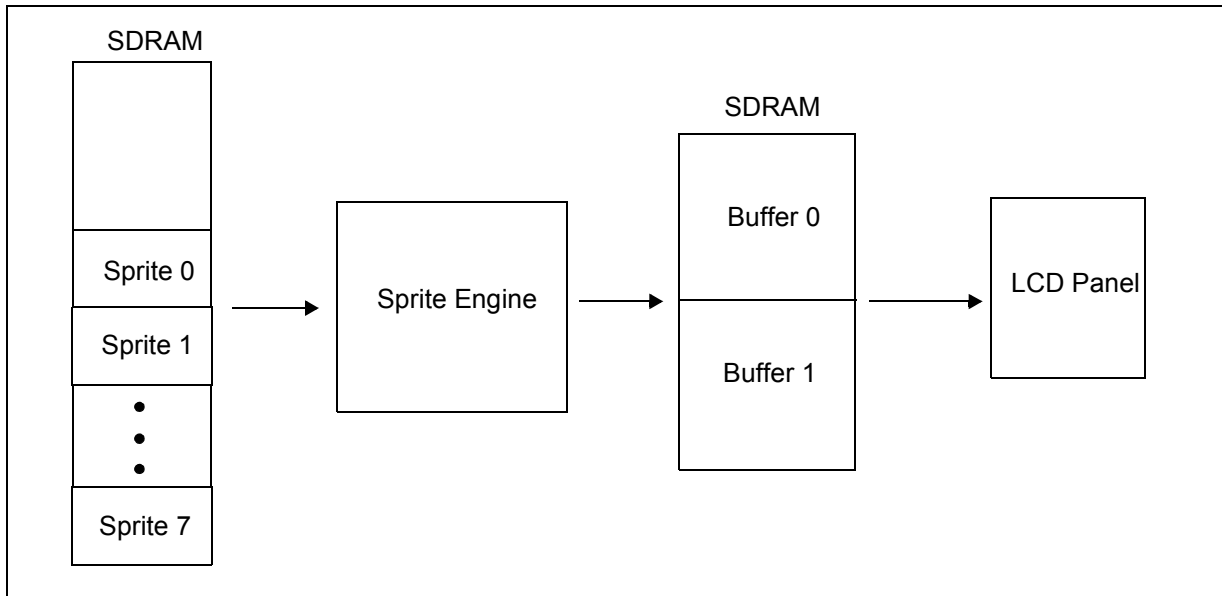 SDRAM
Sprite 0
Sprite 1
Sprite 7
Sprite Engine
SDRAM
Buffer 0
Buffer 1
LCD Panel